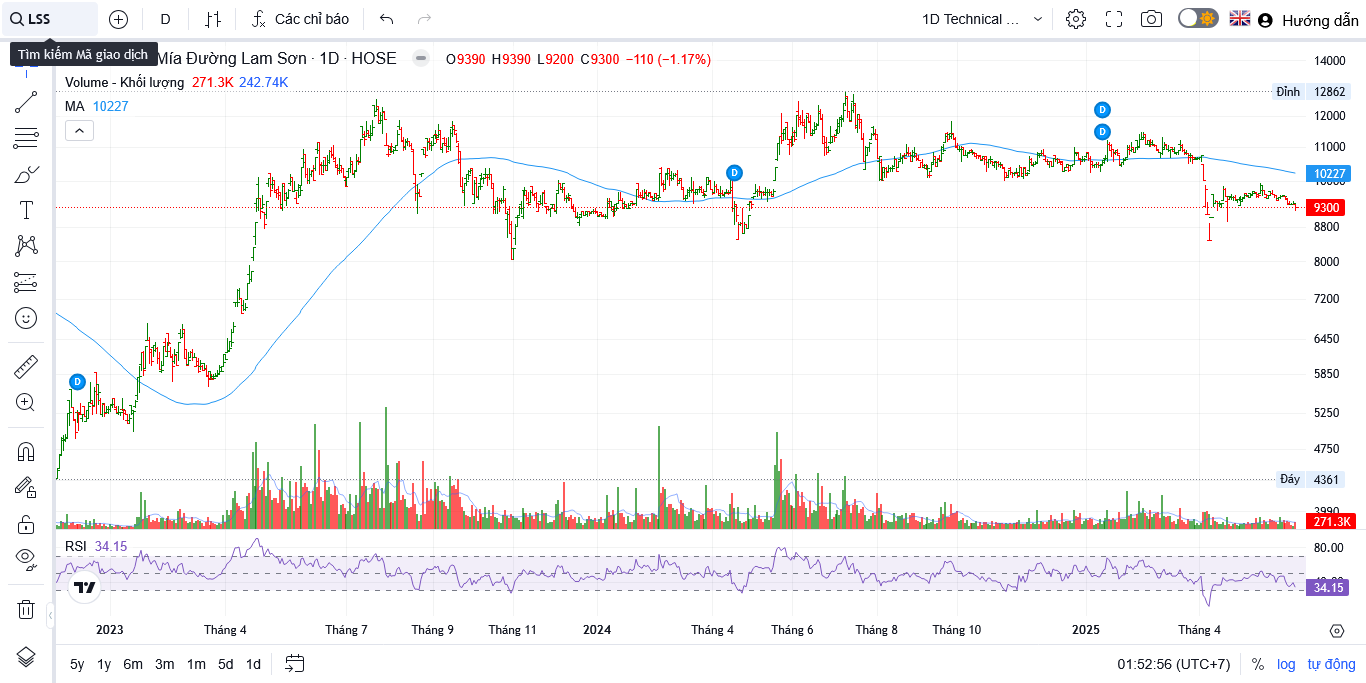 LSS
D
Các chỉ báo
1D Technical ...
Hướng dẫn
Tìm kiếm Mã giao dịch
Mía Đường Lam Sơn · 1D · HOSE
O9390 H9390 L9200 C9300 −110 (−1.17%)
Volume - Khối lượng 271.3K 242.74K
MA 10227
14000
Đỉnh 12862
12000
11000
10227
10000
9300
8800
8000
7200
6450
5850
5250
4750
Đáy 4361
3990
271.3K
D
D
D
D
RSI 34.15
80.00
34.15
2023 Tháng 4 Tháng 7 Tháng 9 Tháng 11 2024 Tháng 4 Tháng 6 Tháng 8 Tháng 10 2025 Tháng 4
5y 1y 6m 3m 1m 5d 1d
01:52:56 (UTC+7) % log tự động